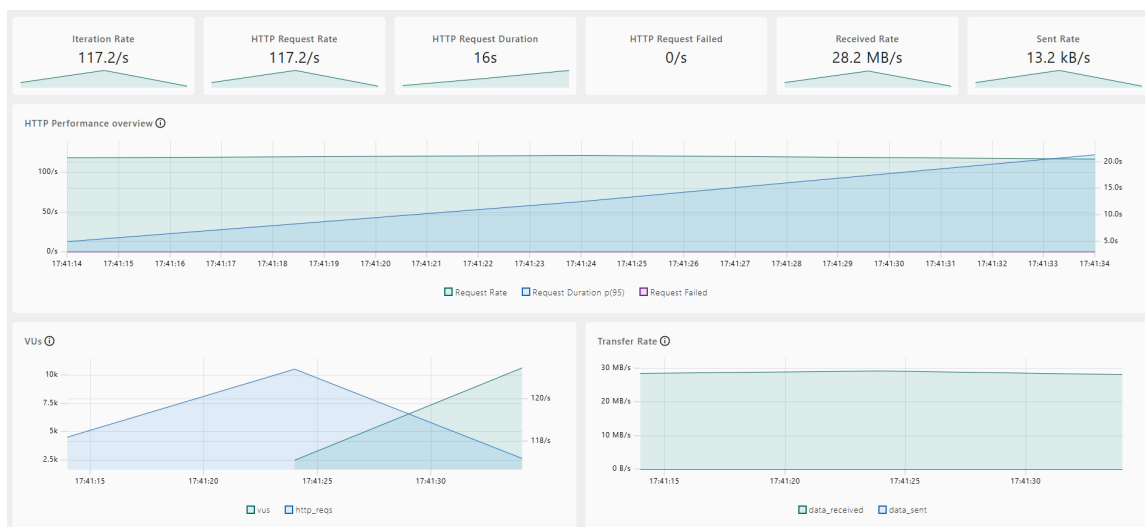 Iteration Rate
117.2/s
HTTP Request Rate
117.2/s
HTTP Request Duration
16s
HTTP Request Failed
0/s
Received Rate
28.2 MB/s
Sent Rate
13.2 kB/s
HTTP Performance overview
100/s
50/s
0/s
20.0s
15.0s
10.0s
5.0s
17:41:14 17:41:15 17:41:16 17:41:17 17:41:18 17:41:19 17:41:20 17:41:21 17:41:22 17:41:23 17:41:24 17:41:25 17:41:26 17:41:27 17:41:28 17:41:29 17:41:30 17:41:31 17:41:32 17:41:33 17:41:34
Request Rate Request Duration p(95) Request Failed
VUs
10k
7.5k
5k
2.5k
120/s
118/s
17:41:15 17:41:20 17:41:25 17:41:30
vus http_reqs
Transfer Rate
30 MB/s
20 MB/s
10 MB/s
0 B/s
17:41:15 17:41:20 17:41:25 17:41:30
data_received data_sent